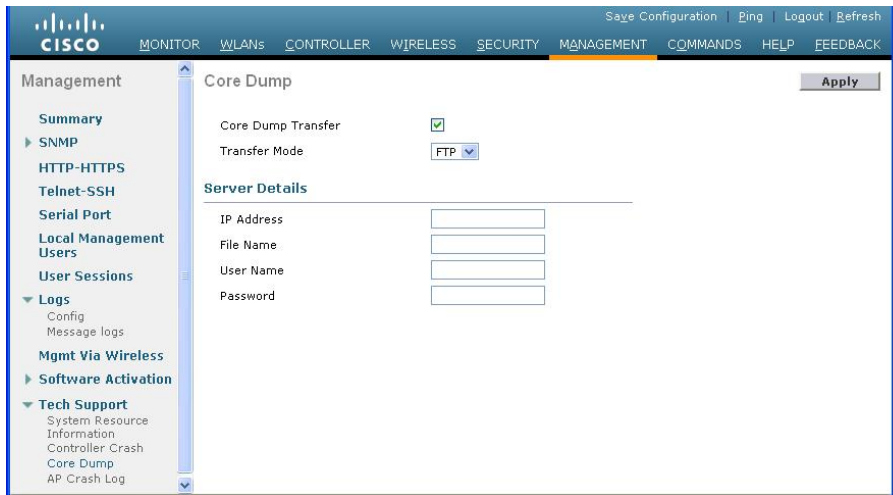 Save Configuration | Ping | Logout | Refresh
CISCO
MONITOR WLANs CONTROLLER WIRELESS SECURITY MANAGEMENT COMMANDS HELP FEEDBACK
Management
Summary
SNMP
HTTP-HTTPS
Telnet-SSH
Serial Port
Local Management
Users
User Sessions
Logs
Config
Message logs
Mgmt Via Wireless
Software Activation
Tech Support
System Resource
Information
Controller Crash
Core Dump
AP Crash Log
Core Dump
Apply
Core Dump Transfer
Transfer Mode FTP
Server Details
IP Address
File Name
User Name
Password